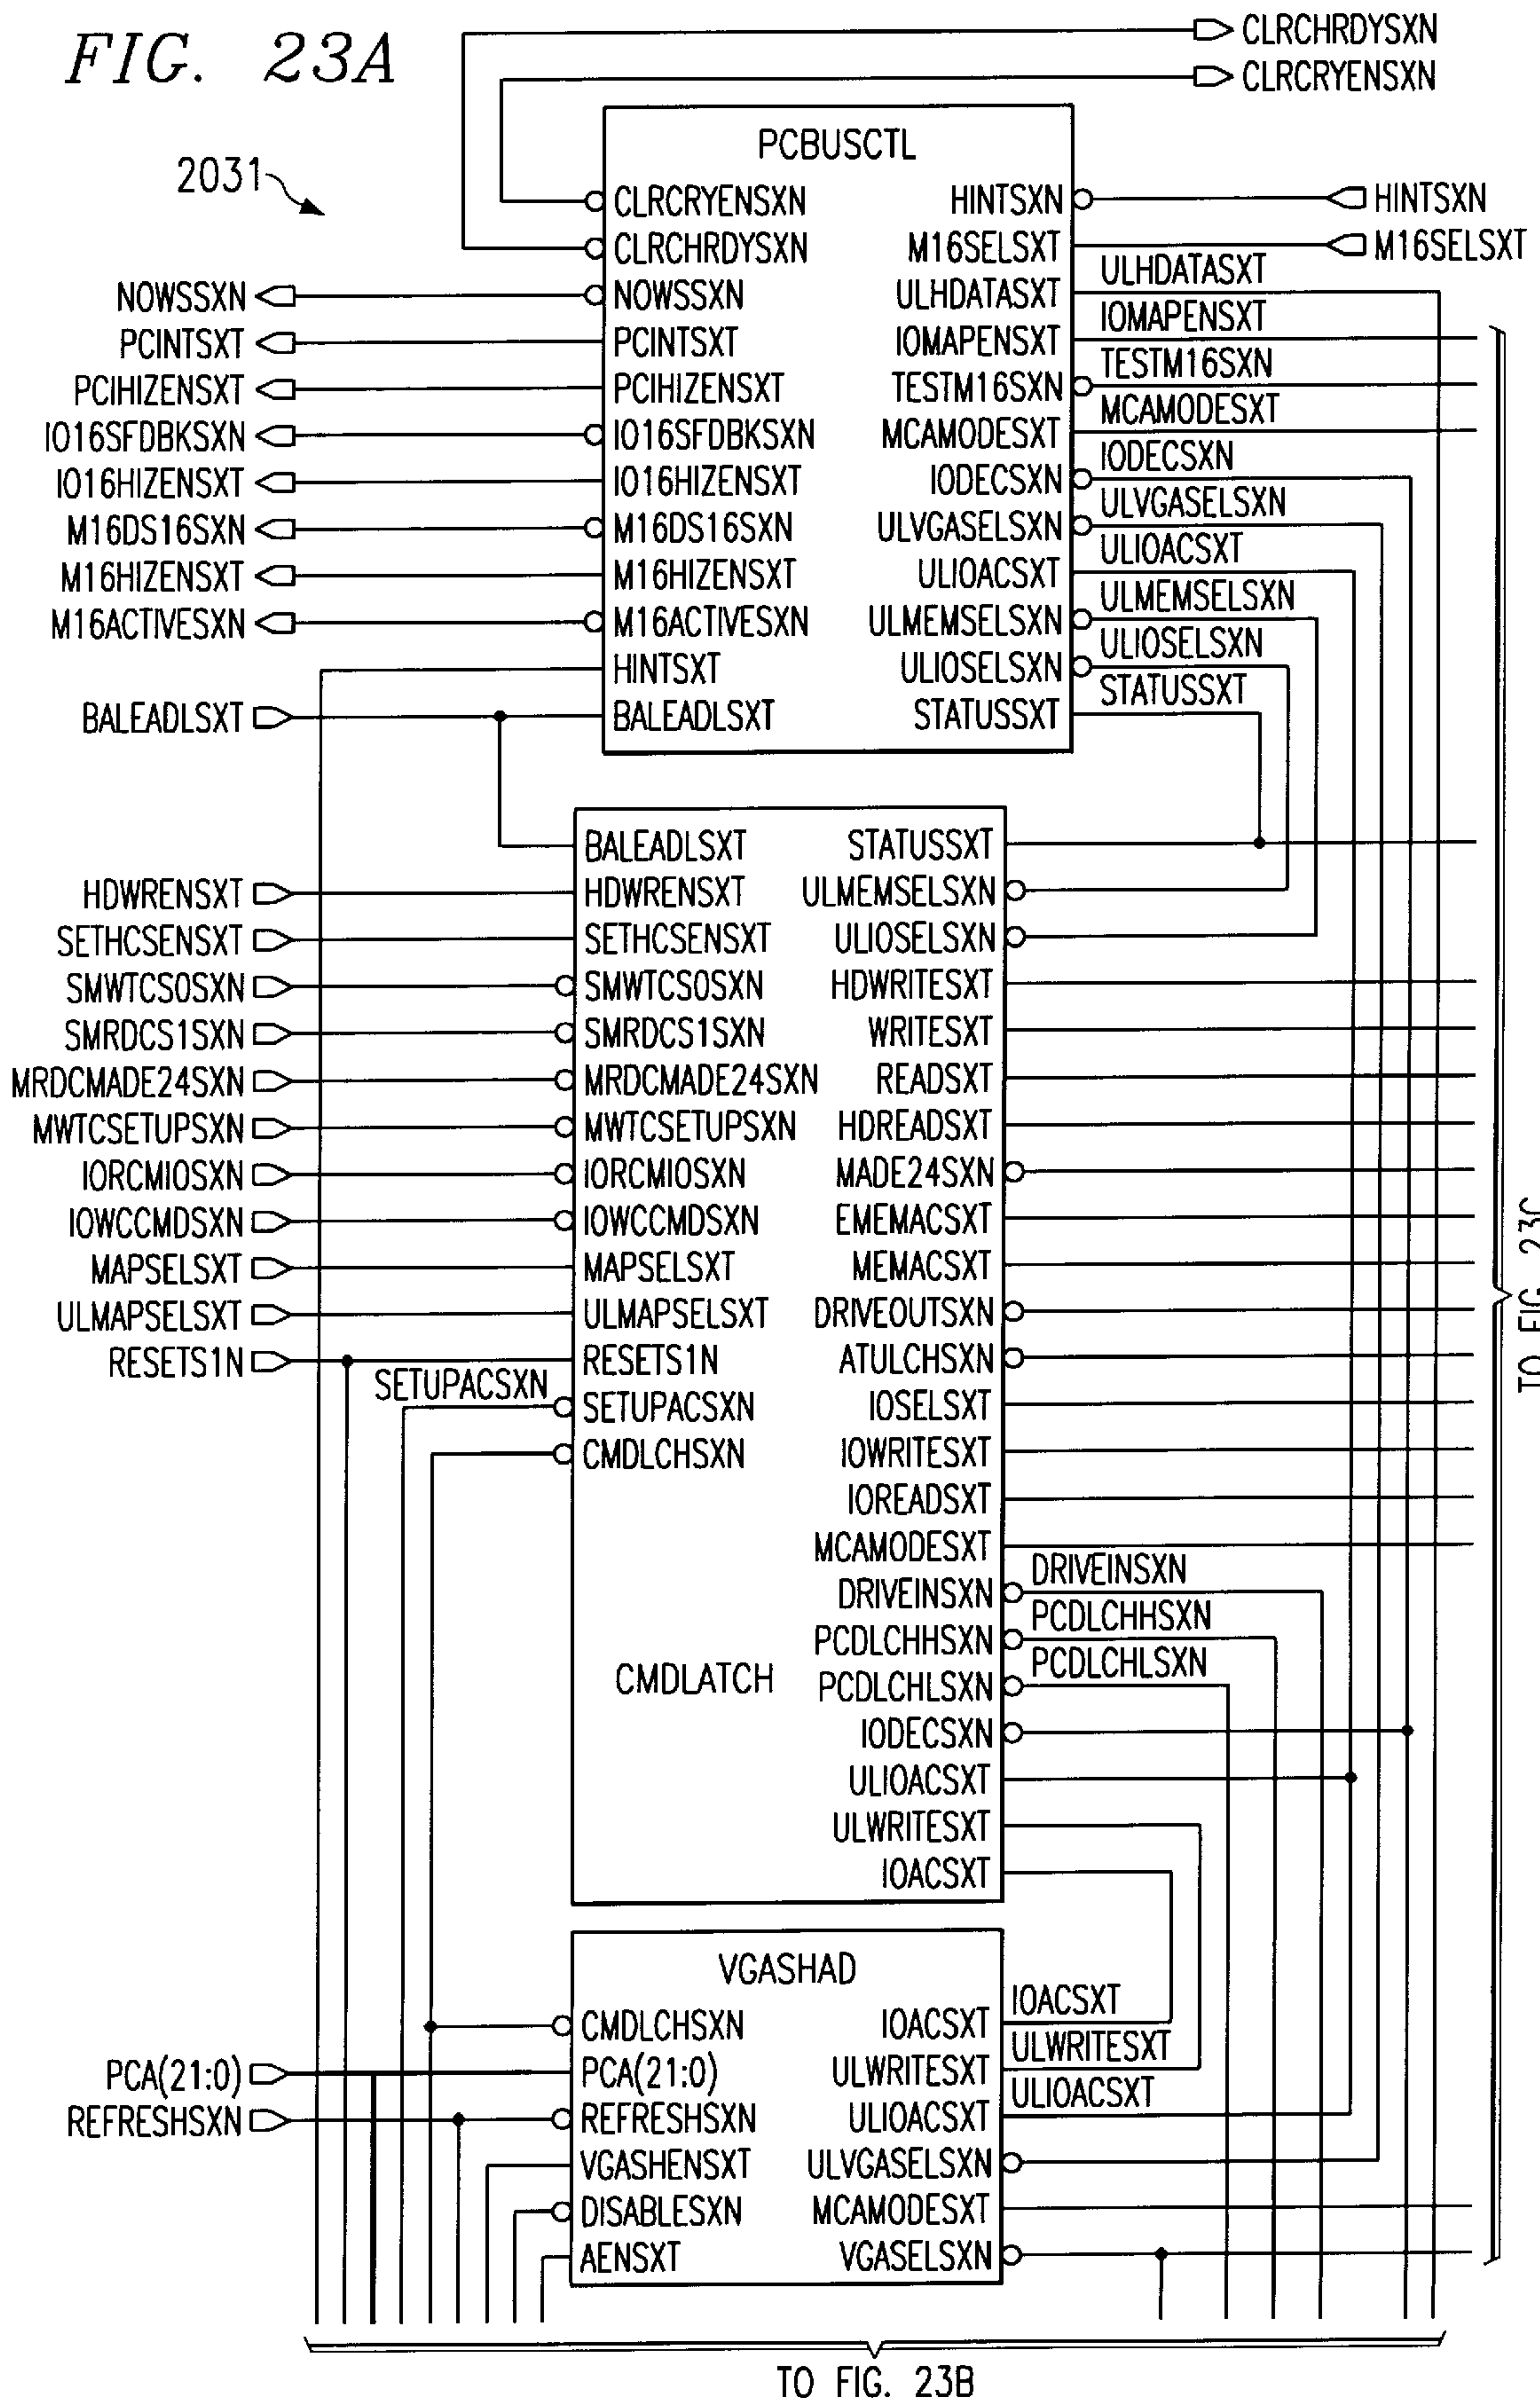 FIG. 23A
CLRCHRDYSXN
CLRCRYENSXN
2031
PCBUSCTL
CLRCRYENSXN
CLRCHRDYSXN
NOWSSXN
PCINTSXT
PCIHIZENSXT
IO16SFDBKSXN
IO16HIZENSXT
M16DS16SXN
M16HIZENSXT
M16ACTIVESXN
HINTSXT
BALEADLSXT
HINTSXN
M16SELSXT
ULHDATASXT
IOMAPENSXT
TESTM16SXN
MCAMODESXT
IODECSXN
ULVGASELSXN
ULIOACSXT
ULMEMSELSXN
ULIOSELSXN
STATUSSXT
NOWSSXN
PCINTSXT
PCIHIZENSXT
IO16SFDBKSXN
IO16HIZENSXT
M16DS16SXN
M16HIZENSXT
M16ACTIVESXN
BALEADLSXT
HINTSXN
M16SELSXT
ULHDATASXT
IOMAPENSXT
TESTM16SXN
MCAMODESXT
IODECSXN
ULVGASELSXN
ULIOACSXT
ULMEMSELSXN
ULIOSELSXN
STATUSSXT
HDWRENSXT
SETHCSENSXT
SMWTCS0SXN
SMRDCS1SXN
MRDCMADE24SXN
MWTCSETUPSXN
IORCMIOSXN
IOWCCMDSXN
MAPSELSXT
ULMAPSELSXT
RESETS1N
SETUPACSXN
BALEADLSXT
HDWRENSXT
SETHCSENSXT
SMWTCS0SXN
SMRDCS1SXN
MRDCMADE24SXN
MWTCSETUPSXN
IORCMIOSXN
IOWCCMDSXN
MAPSELSXT
ULMAPSELSXT
RESETS1N
SETUPACSXN
CMDLCHSXN
CMDLATCH
STATUSSXT
ULMEMSELSXN
ULIOSELSXN
HDWRITESXT
WRITESXT
READSXT
HDREADSXT
MADE24SXN
EMEMACSXT
MEMACSXT
DRIVEOUTSXN
ATULCHSXN
IOSELSXT
IOWRITESXT
IOREADSXT
MCAMODESXT
DRIVEINSXN
PCDLCHHSXN
PCDLCHLSXN
IODECSXN
ULIOACSXT
ULWRITESXT
IOACSXT
DRIVEINSXN
PCDLCHHSXN
PCDLCHLSXN
TO FIG. 23C
VGASHAD
PCA(21:0)
REFRESHSXN
CMDLCHSXN
PCA(21:0)
REFRESHSXN
VGASHENSXT
DISABLESXN
AENSXT
IOACSXT
ULWRITESXT
ULIOACSXT
ULVGASELSXN
MCAMODESXT
VGASELSXN
IOACSXT
ULWRITESXT
ULIOACSXT
TO FIG. 23B